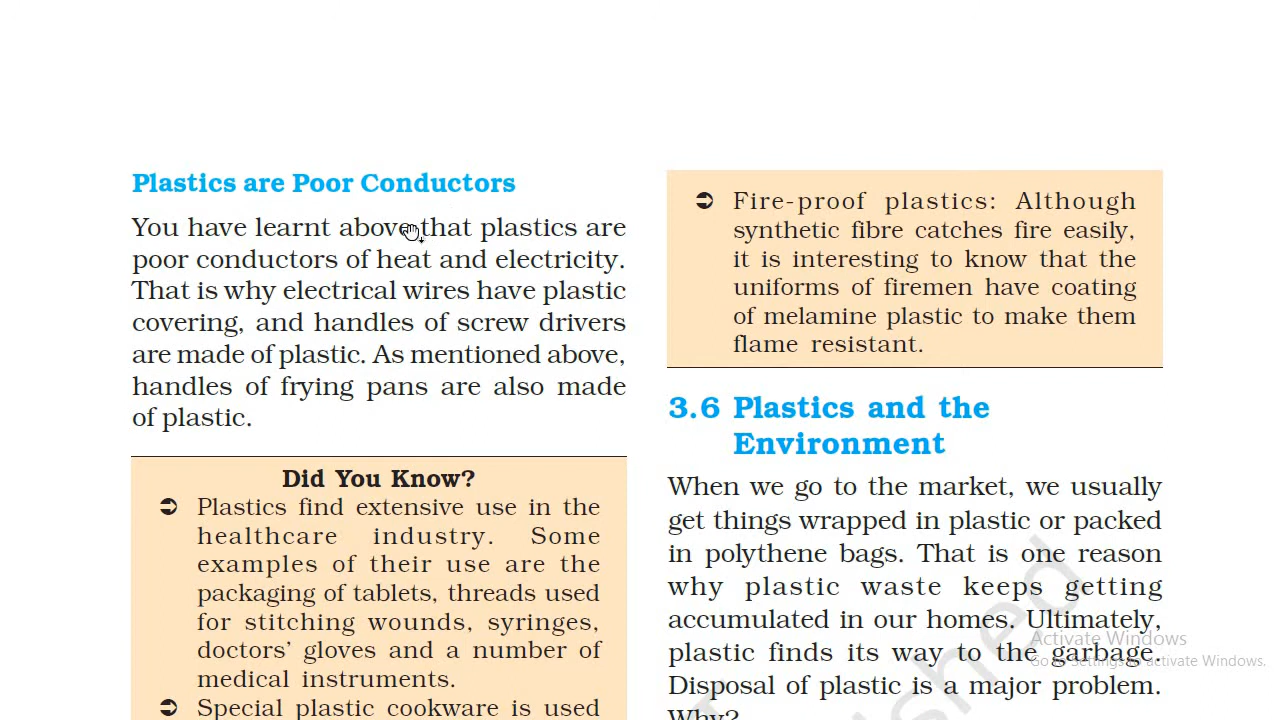 Plastics are Poor Conductors
You have learnt above that plastics are
poor conductors of heat and electricity.
That is why electrical wires have plastic
covering, and handles of screw drivers
are made of plastic. As mentioned above,
handles of frying pans are also made
of plastic.
Did You Know?
➲ Plastics find extensive use in the
healthcare industry. Some
examples of their use are the
packaging of tablets, threads used
for stitching wounds, syringes,
doctors’ gloves and a number of
medical instruments.
➲ Special plastic cookware is used
➲ Fire-proof plastics: Although
synthetic fibre catches fire easily,
it is interesting to know that the
uniforms of firemen have coating
of melamine plastic to make them
flame resistant.
3.6 Plastics and the
Environment
When we go to the market, we usually
get things wrapped in plastic or packed
in polythene bags. That is one reason
why plastic waste keeps getting
accumulated in our homes. Ultimately,
plastic finds its way to the garbage.
Disposal of plastic is a major problem.
Why?
Activate Windows
Go to Settings to activate Windows.